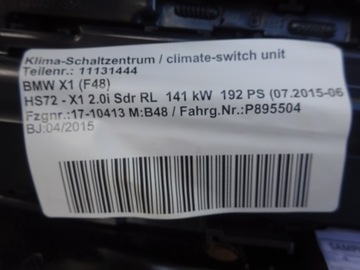 Klima-Schaltzentrum / climate-switch unit
Teilenr.: 11131444
BMW X1 (F48)
HS72 - X1 2.0i Sdr RL 141 kW 192 PS (07.2015-06
Fzgnr.:17-10413 M:B48 / Fahrg.Nr.:P895504
BJ:04/2015